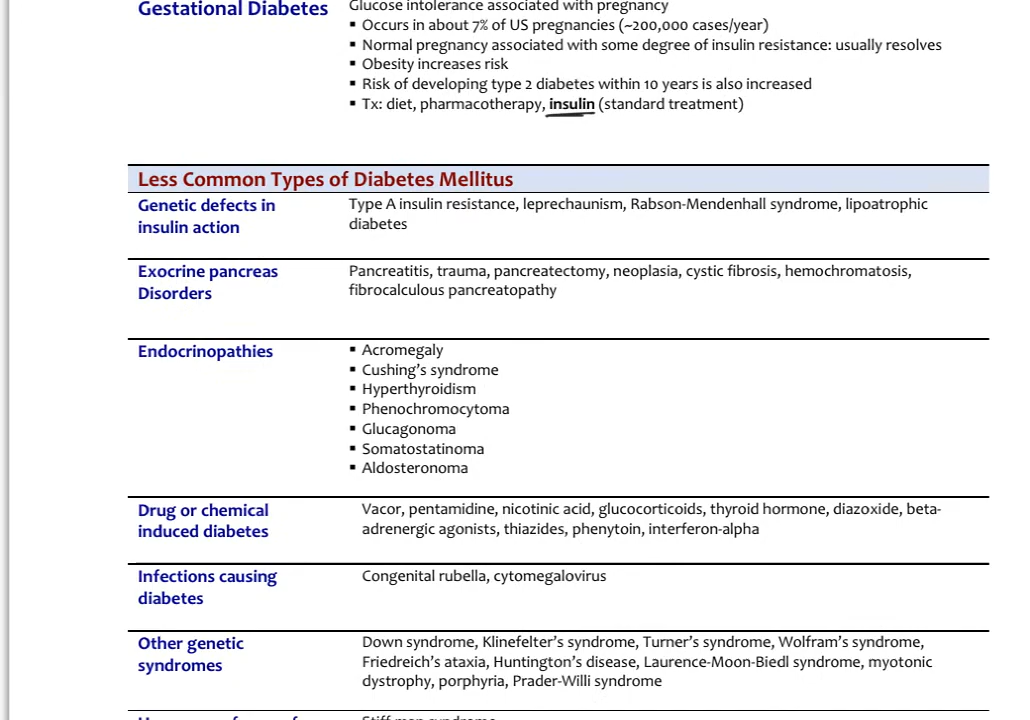 Gestational Diabetes
Glucose intolerance associated with pregnancy
▪ Occurs in about 7% of US pregnancies (~200,000 cases/year)
▪ Normal pregnancy associated with some degree of insulin resistance: usually resolves
▪ Obesity increases risk
▪ Risk of developing type 2 diabetes within 10 years is also increased
▪ Tx: diet, pharmacotherapy, insulin (standard treatment)
Less Common Types of Diabetes Mellitus
Genetic defects in
insulin action
Type A insulin resistance, leprechaunism, Rabson-Mendenhall syndrome, lipoatrophic
diabetes
Exocrine pancreas
Disorders
Pancreatitis, trauma, pancreatectomy, neoplasia, cystic fibrosis, hemochromatosis,
fibrocalculous pancreatopathy
Endocrinopathies
▪ Acromegaly
▪ Cushing's syndrome
▪ Hyperthyroidism
▪ Phenochromocytoma
▪ Glucagonoma
▪ Somatostatinoma
▪ Aldosteronoma
Drug or chemical
induced diabetes
Vacor, pentamidine, nicotinic acid, glucocorticoids, thyroid hormone, diazoxide, beta-
adrenergic agonists, thiazides, phenytoin, interferon-alpha
Infections causing
diabetes
Congenital rubella, cytomegalovirus
Other genetic
syndromes
Down syndrome, Klinefelter's syndrome, Turner's syndrome, Wolfram's syndrome,
Friedreich's ataxia, Huntington's disease, Laurence-Moon-Biedl syndrome, myotonic
dystrophy, porphyria, Prader-Willi syndrome